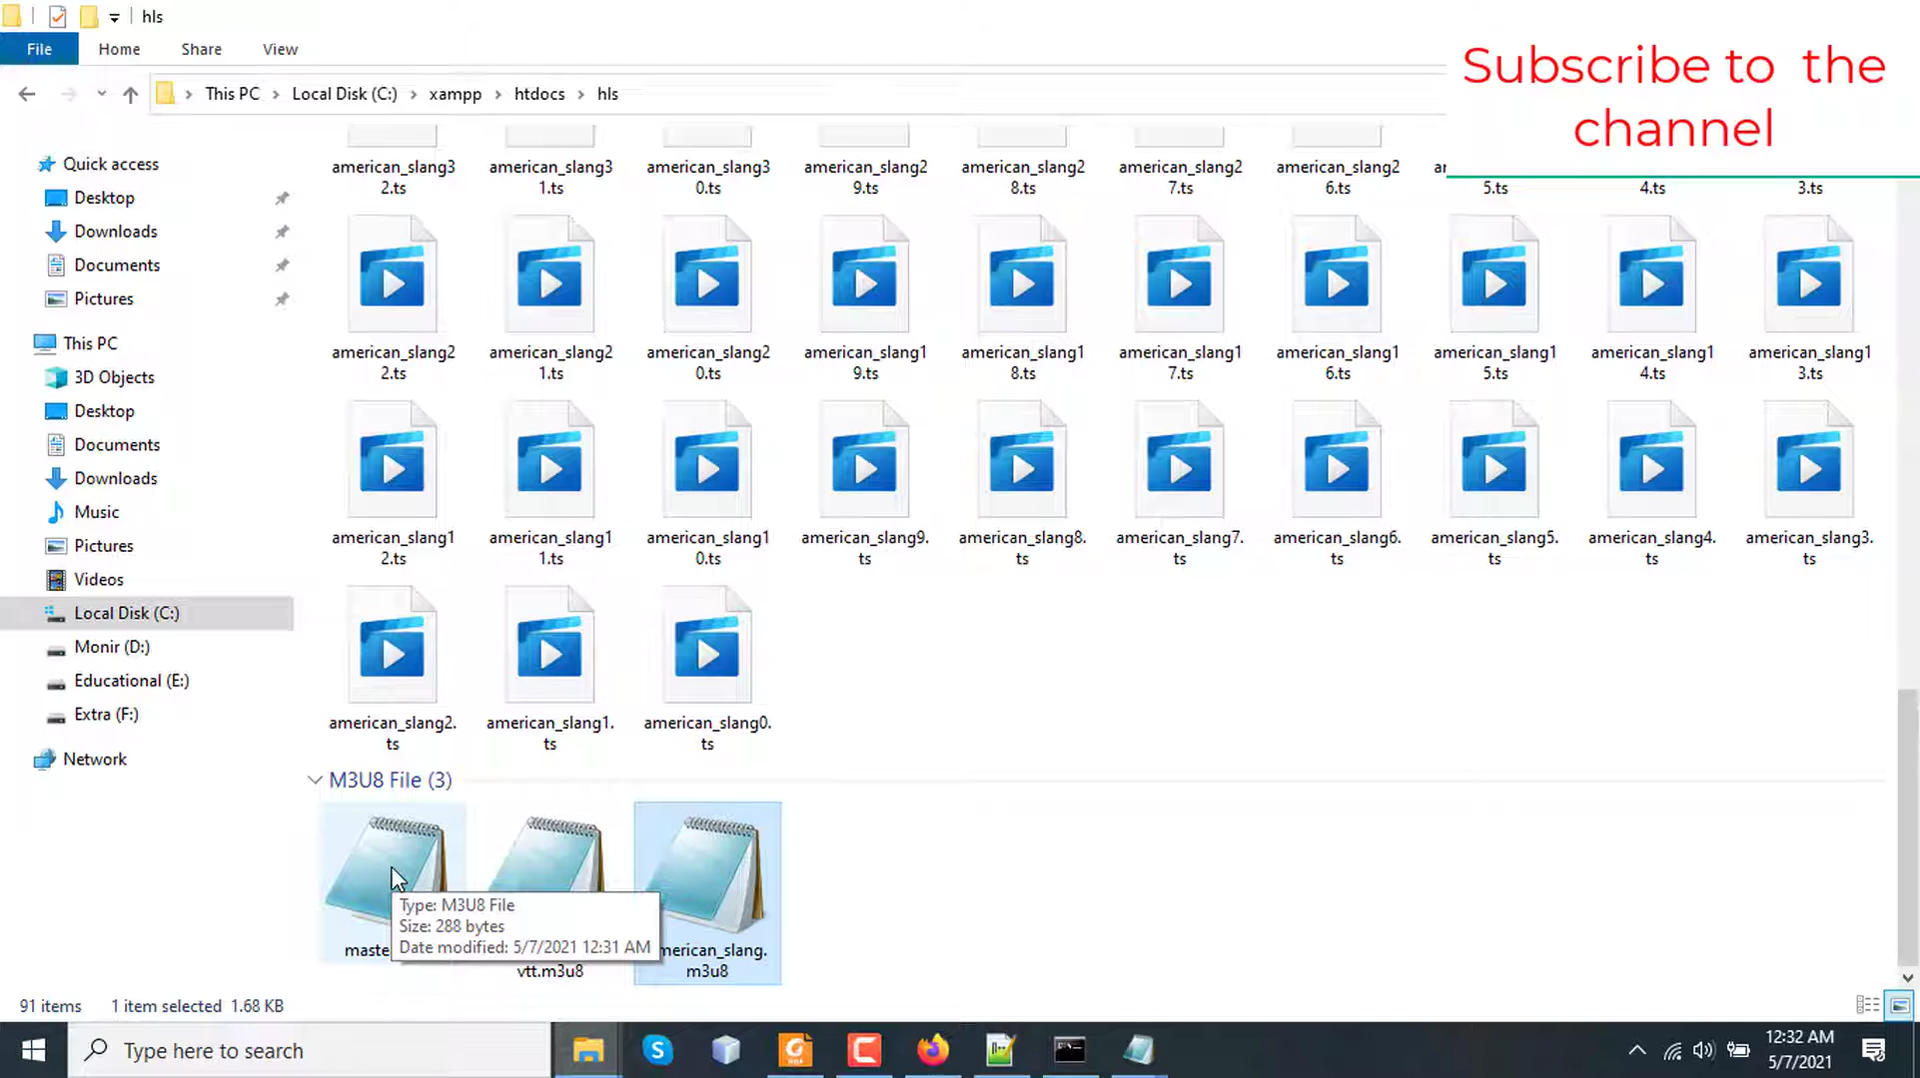 hls
File Home Share View
This PC Local Disk (C:) xampp htdocs hls
Subscribe to the
channel
Quick access
Desktop
Downloads
Documents
Pictures
This PC
3D Objects
Desktop
Documents
Downloads
Music
Pictures
Videos
Local Disk (C:)
Monir (D:)
Educational (E:)
Extra (F:)
Network
american_slang3 american_slang3 american_slang3 american_slang2 american_slang2 american_slang2 american_slang2
2.ts 1.ts 0.ts 9.ts 8.ts 7.ts 6.ts 5.ts 4.ts 3.ts
american_slang2 american_slang2 american_slang2 american_slang1 american_slang1 american_slang1 american_slang1 american_slang1 american_slang1 american_slang1
2.ts 1.ts 0.ts 9.ts 8.ts 7.ts 6.ts 5.ts 4.ts 3.ts
american_slang1 american_slang1 american_slang1 american_slang9. american_slang8. american_slang7. american_slang6. american_slang5. american_slang4. american_slang3.
2.ts 1.ts 0.ts ts ts ts ts ts ts ts
american_slang2. american_slang1. american_slang0.
ts ts ts
M3U8 File (3)
Type: M3U8 File
Size: 288 bytes
Date modified: 5/7/2021 12:31 AM
maste merican_slang.
vtt.m3u8 m3u8
91 items 1 item selected 1.68 KB
Type here to search
12:32 AM
5/7/2021